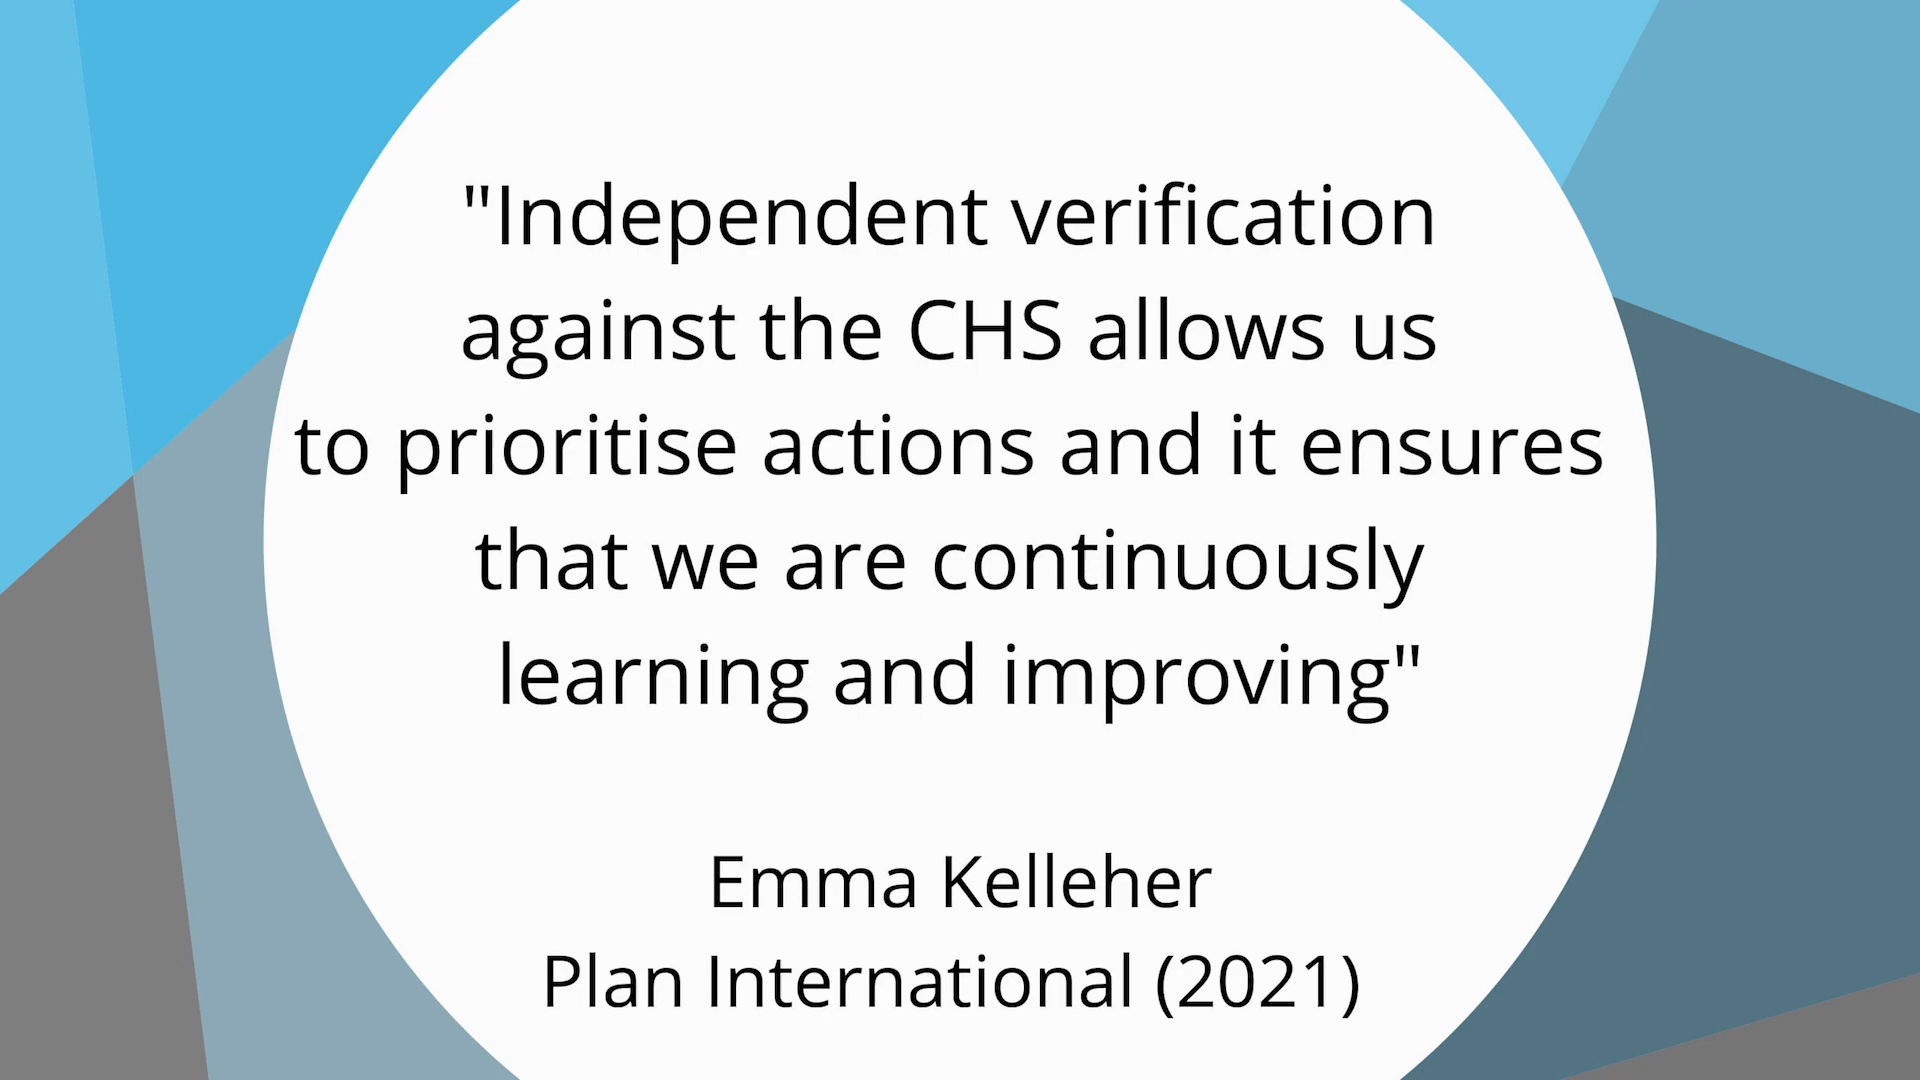 "Independent verification
against the CHS allows us
to prioritise actions and it ensures
that we are continuously
learning and improving"
Emma Kelleher
Plan International (2021)